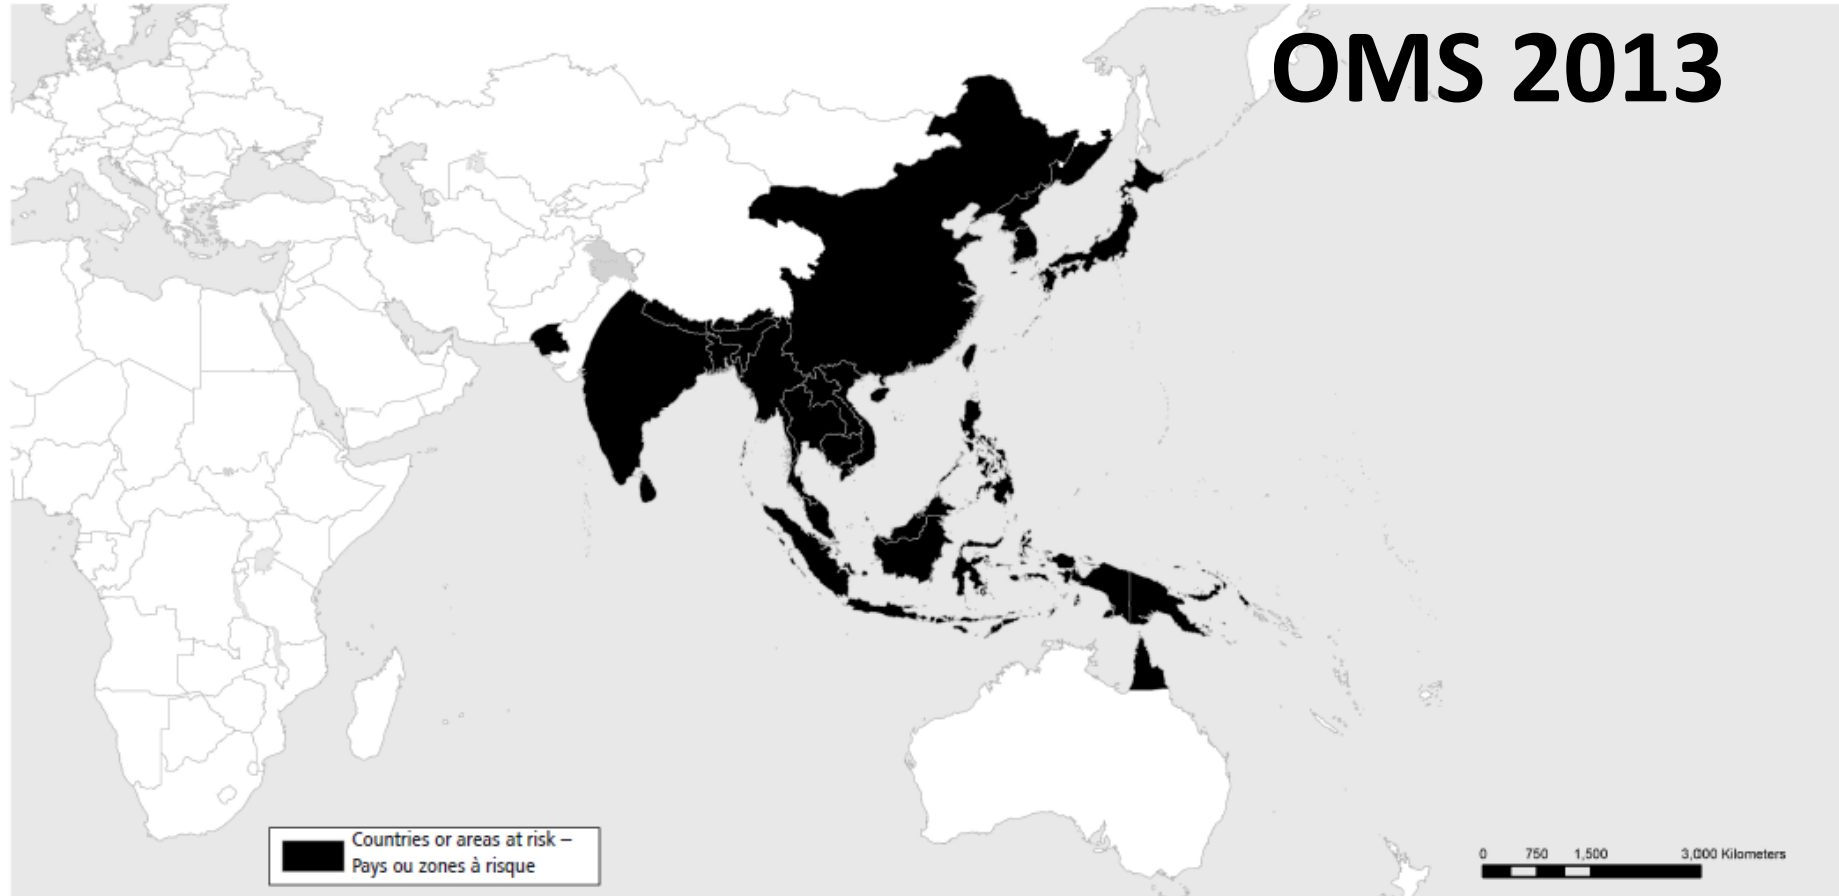 OMS 2013
Countries or areas at risk –
Pays ou zones à risque
0 750 1,500 3,000 Kilometers